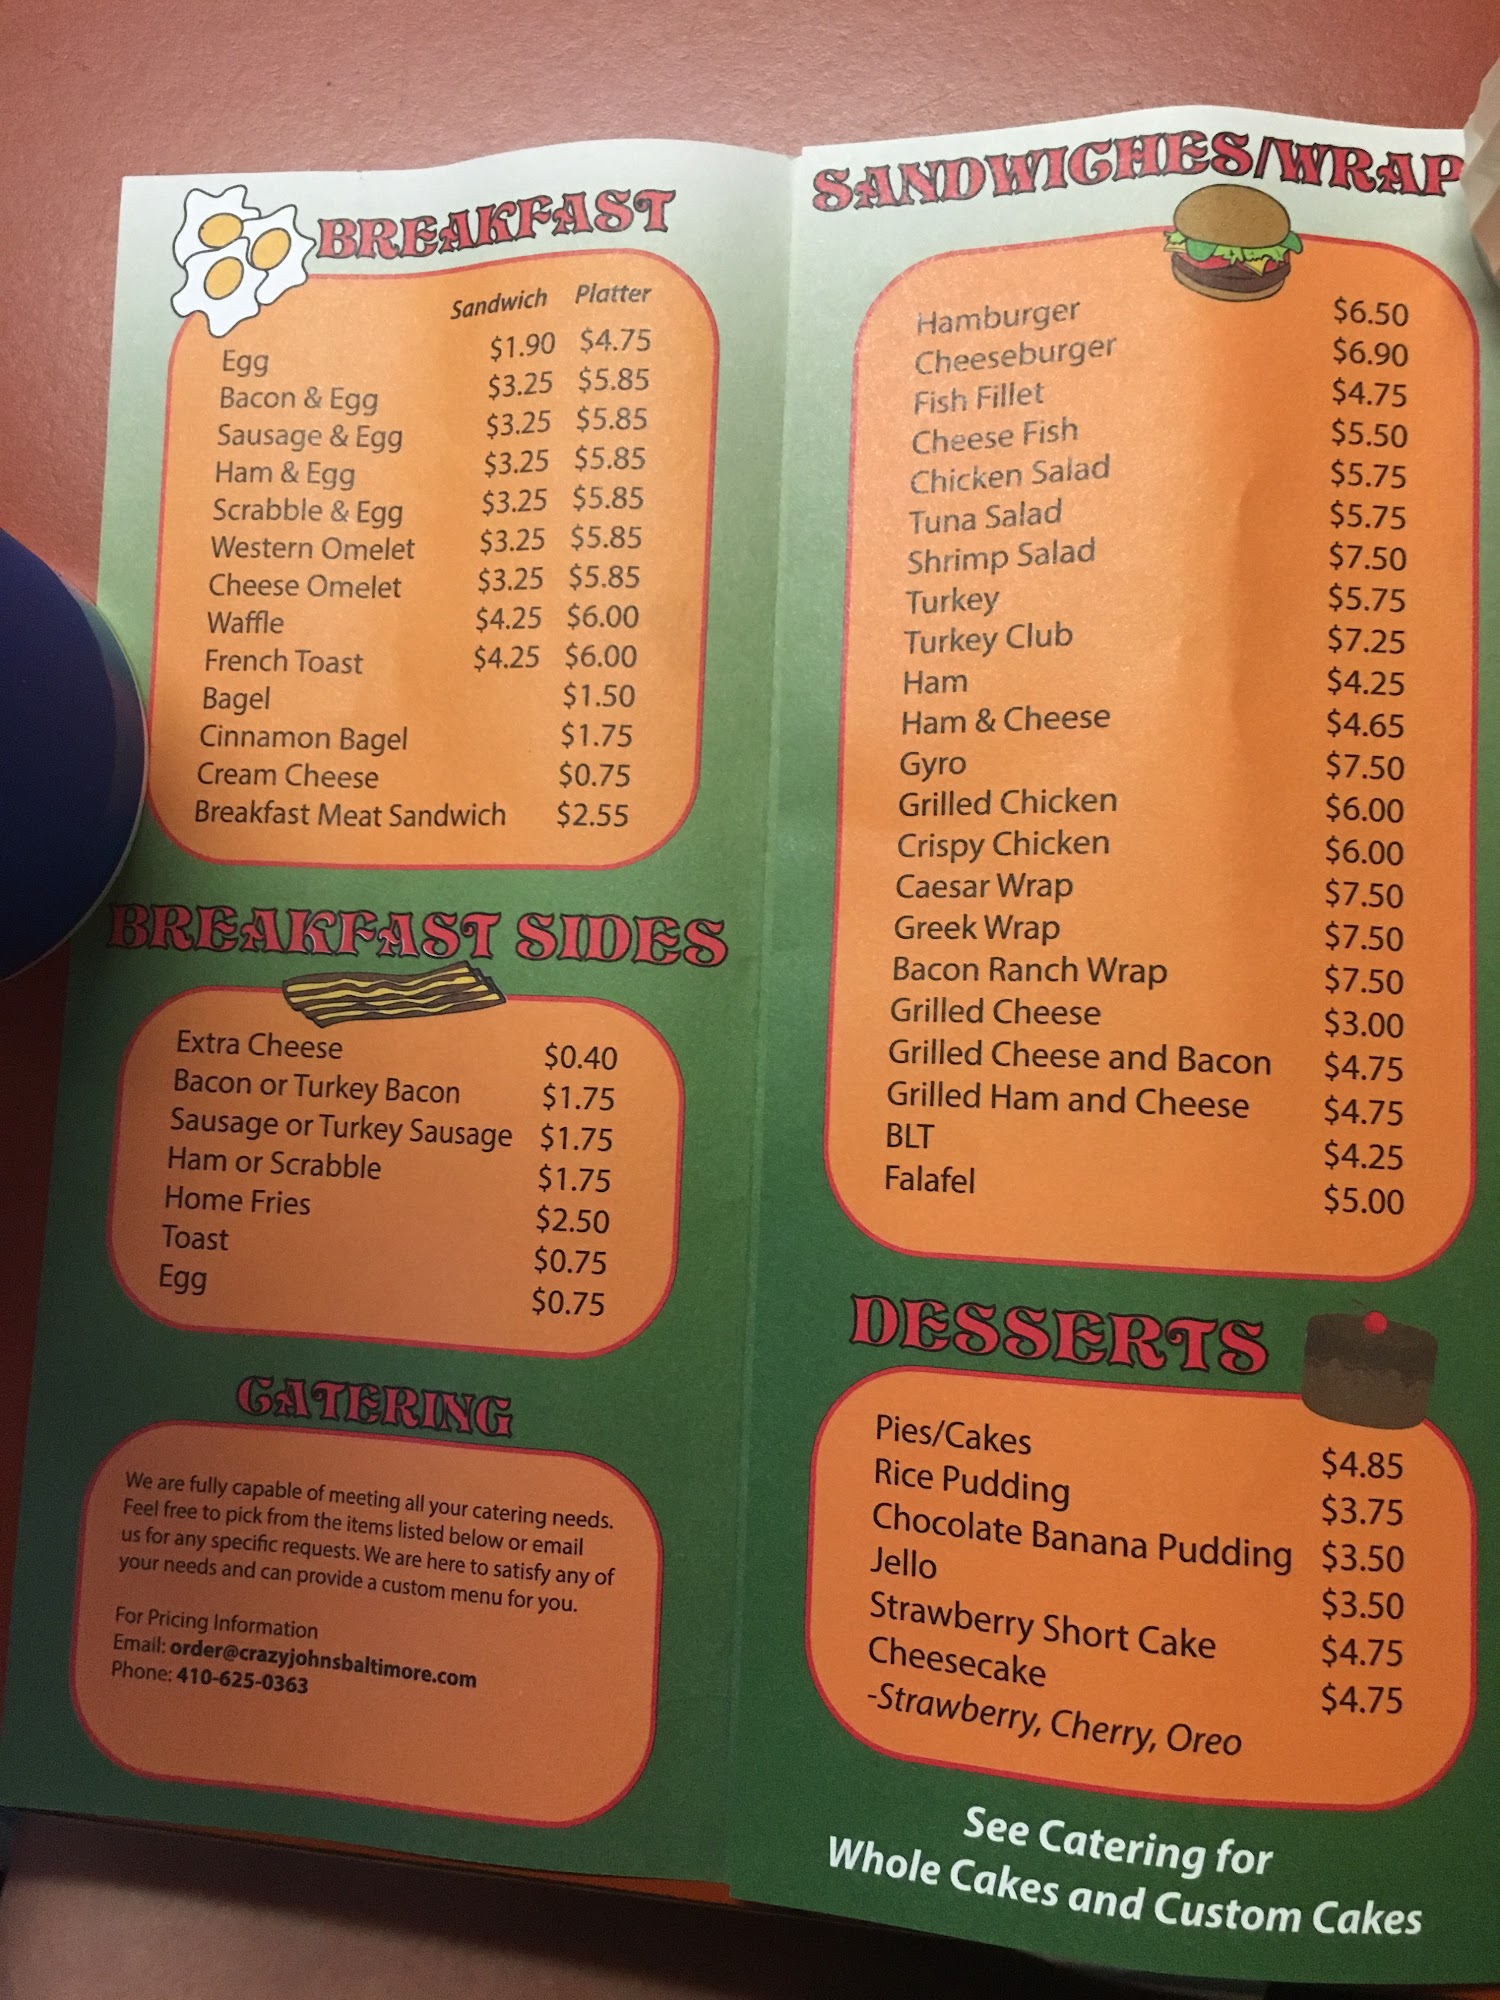 BREAKFAST
Sandwich Platter
Egg $1.90 $4.75
Bacon & Egg $3.25 $5.85
Sausage & Egg $3.25 $5.85
Ham & Egg $3.25 $5.85
Scrabble & Egg $3.25 $5.85
Western Omelet $3.25 $5.85
Cheese Omelet $3.25 $5.85
Waffle $4.25 $6.00
French Toast $4.25 $6.00
Bagel $1.50
Cinnamon Bagel $1.75
Cream Cheese $0.75
Breakfast Meat Sandwich $2.55
BREAKFAST SIDES
Extra Cheese $0.40
Bacon or Turkey Bacon $1.75
Sausage or Turkey Sausage $1.75
Ham or Scrabble $1.75
Home Fries $2.50
Toast $0.75
Egg $0.75
CATERING
We are fully capable of meeting all your catering needs.
Feel free to pick from the items listed below or email
us for any specific requests. We are here to satisfy any of
your needs and can provide a custom menu for you.
For Pricing Information
Email: order@crazyjohnsbaltimore.com
Phone: 410-625-0363
SANDWICHES/WRAP
Hamburger $6.50
Cheeseburger $6.90
Fish Fillet $4.75
Cheese Fish $5.50
Chicken Salad $5.75
Tuna Salad $5.75
Shrimp Salad $7.50
Turkey $5.75
Turkey Club $7.25
Ham $4.25
Ham & Cheese $4.65
Gyro $7.50
Grilled Chicken $6.00
Crispy Chicken $6.00
Caesar Wrap $7.50
Greek Wrap $7.50
Bacon Ranch Wrap $7.50
Grilled Cheese $3.00
Grilled Cheese and Bacon $4.75
Grilled Ham and Cheese $4.75
BLT $4.25
Falafel $5.00
DESSERTS
Pies/Cakes $4.85
Rice Pudding $3.75
Chocolate Banana Pudding $3.50
Jello $3.50
Strawberry Short Cake $4.75
Cheesecake $4.75
-Strawberry, Cherry, Oreo
See Catering for
Whole Cakes and Custom Cakes